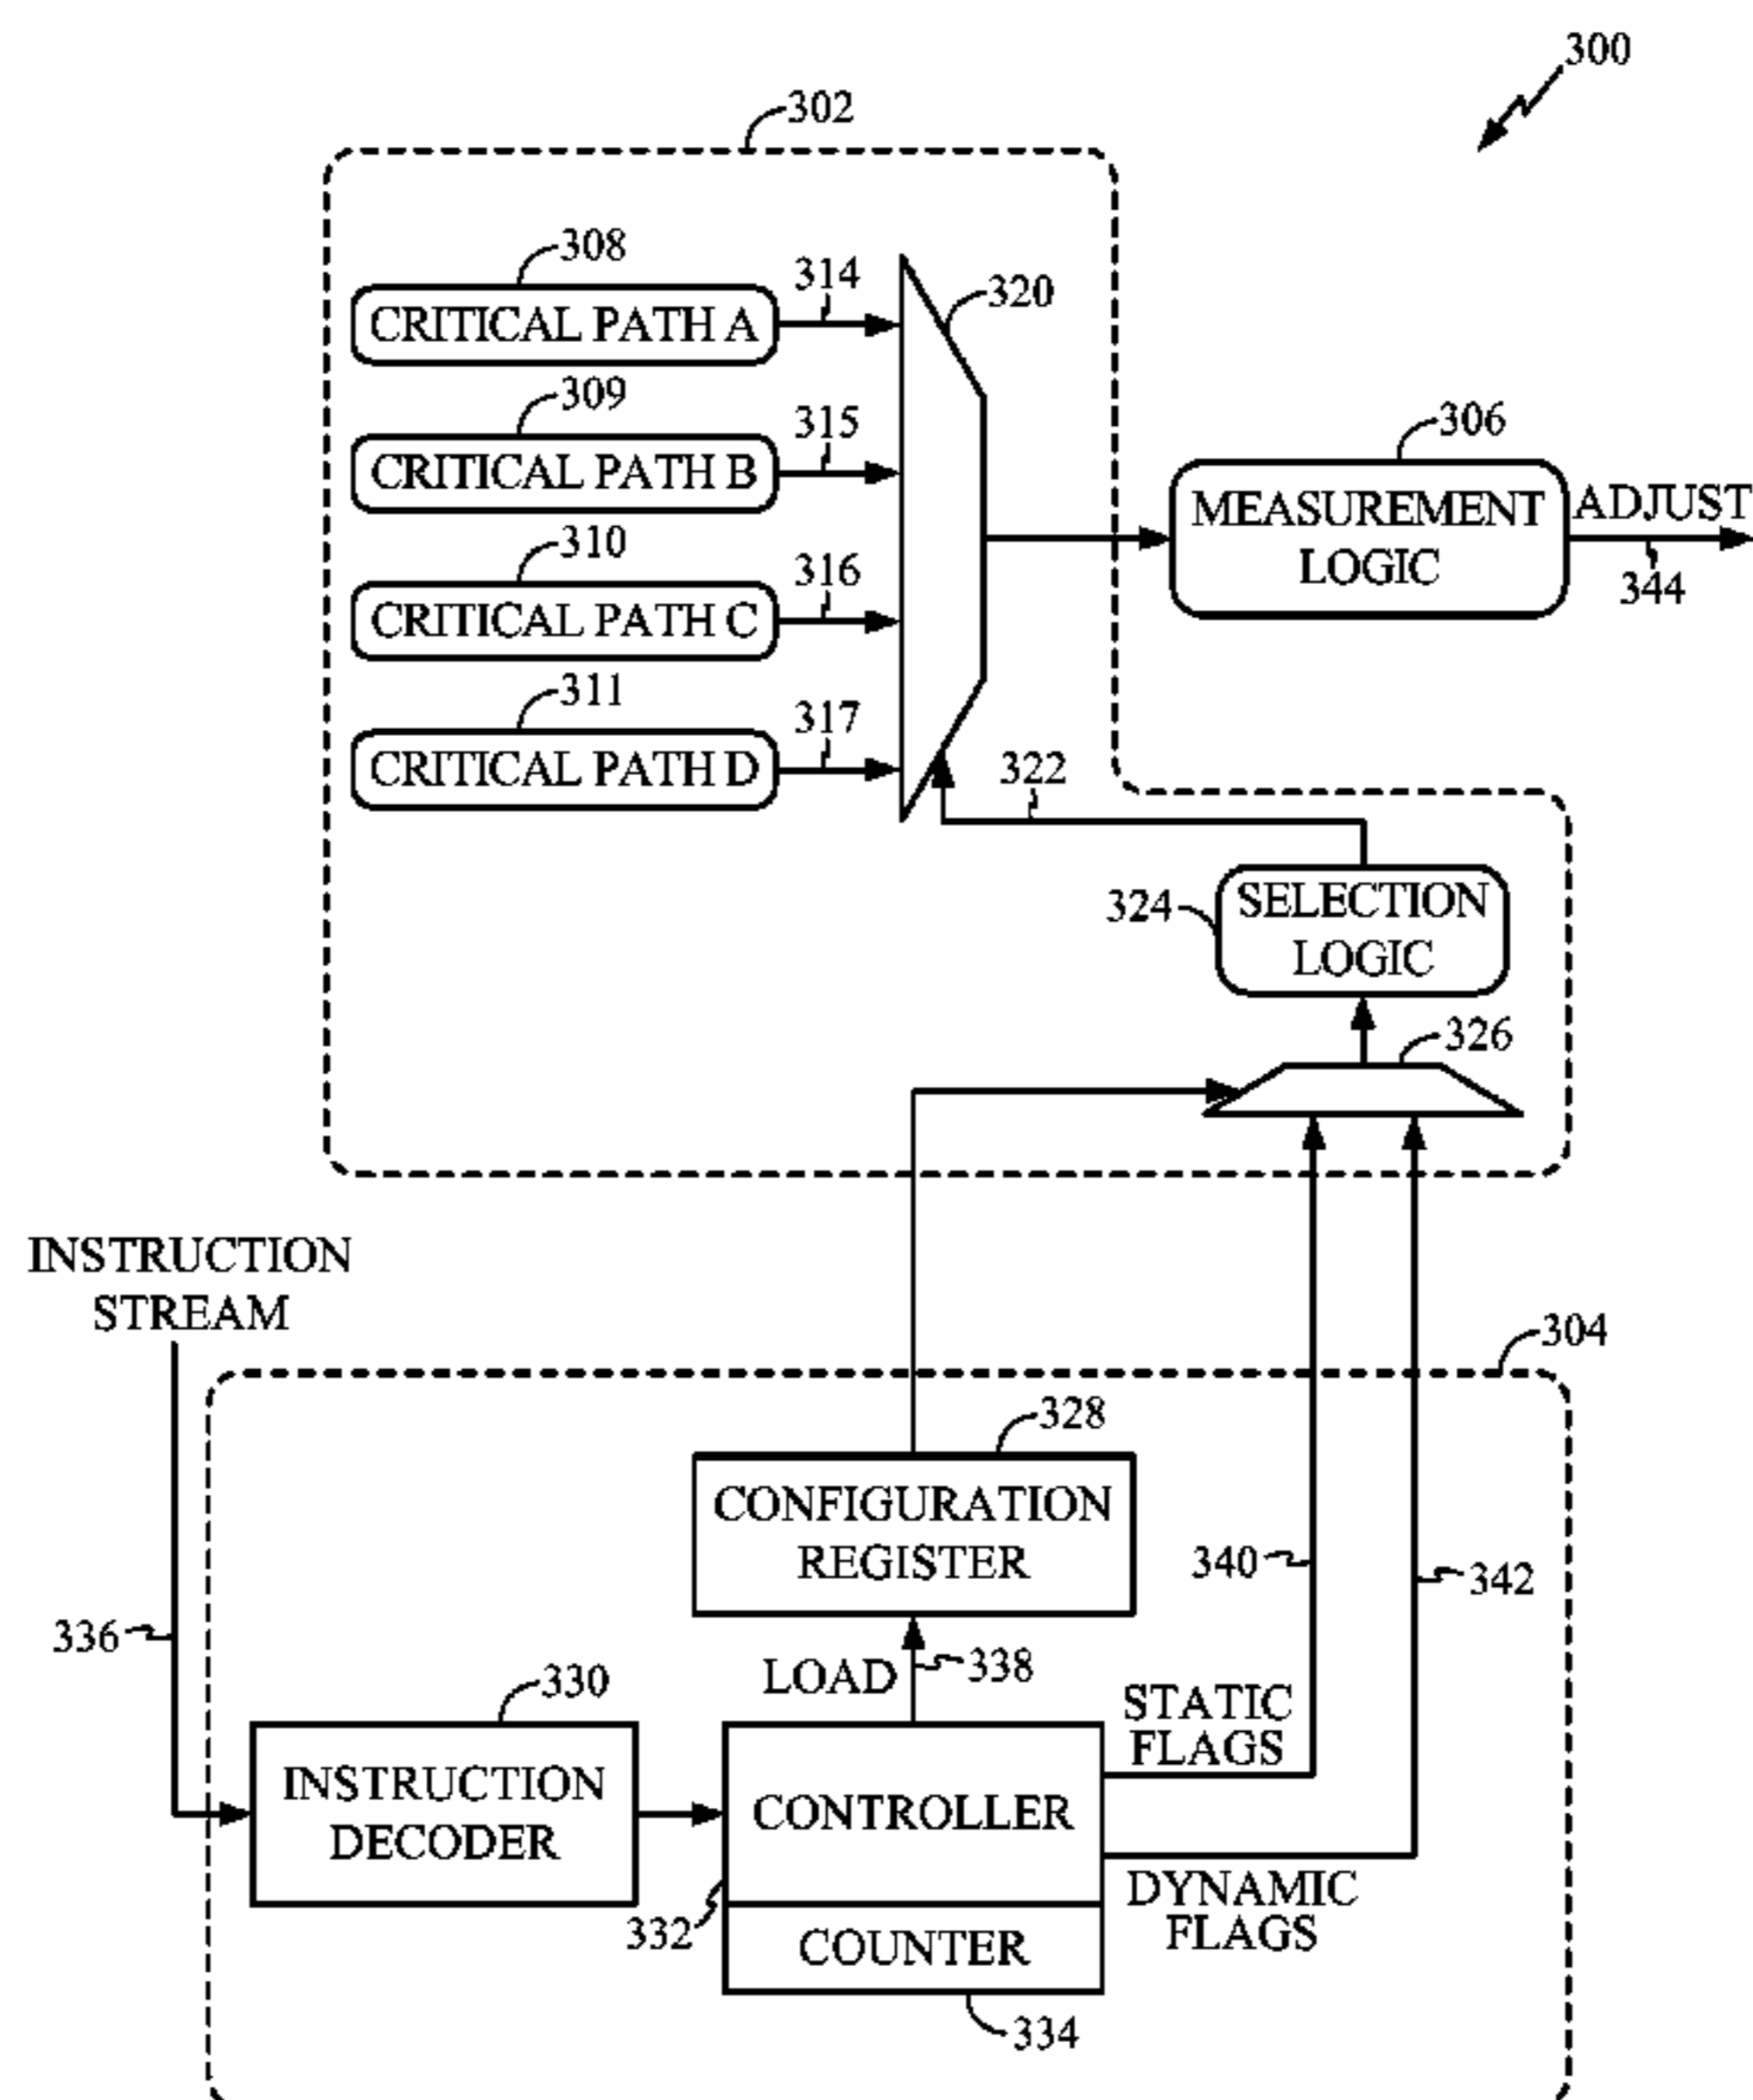 300
302
308
314
CRITICAL PATH A
320
309
315
CRITICAL PATH B
306
MEASUREMENT
LOGIC
ADJUST
344
310
316
CRITICAL PATH C
311
317
CRITICAL PATH D
322
324
SELECTION
LOGIC
326
INSTRUCTION
STREAM
304
328
CONFIGURATION
REGISTER
340
342
336
LOAD
338
330
STATIC
FLAGS
INSTRUCTION
DECODER
CONTROLLER
DYNAMIC
FLAGS
332
COUNTER
334